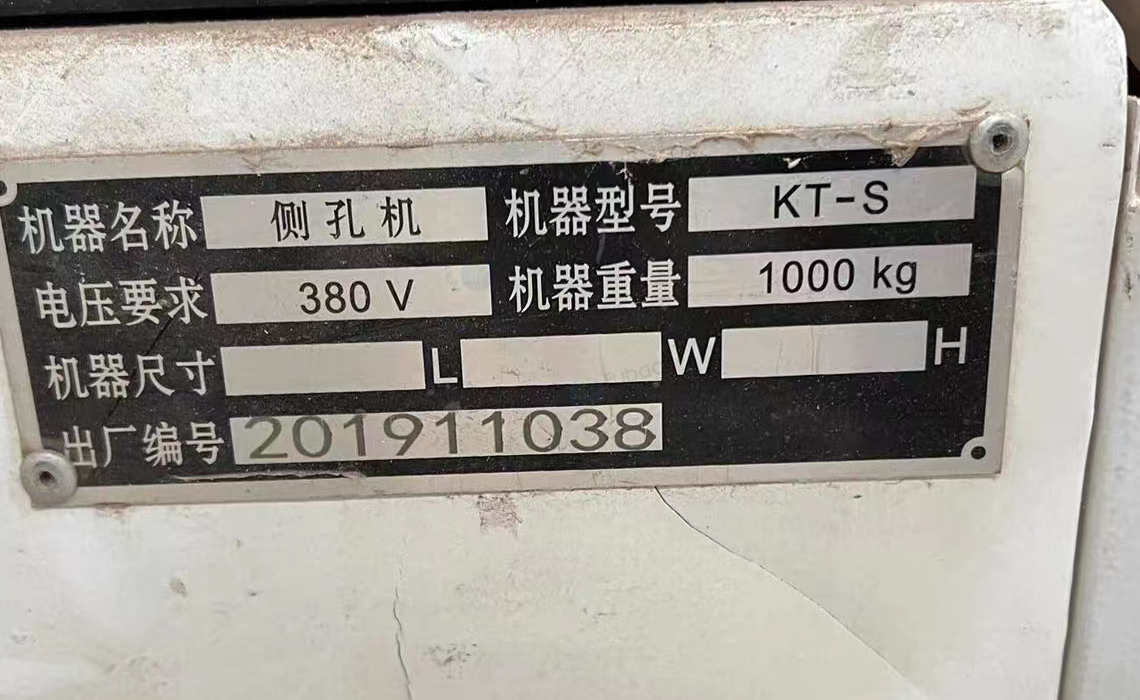 机器名称 侧孔机 机器型号 KT-S
电压要求 380 V 机器重量 1000 kg
机器尺寸 L W H
出厂编号 201911038